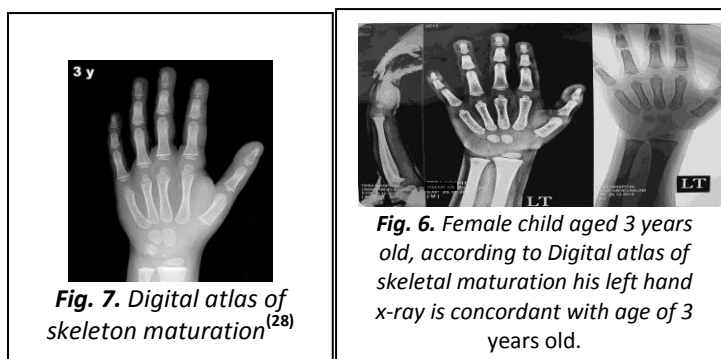 3 y
Fig. 7. Digital atlas of
skeleton maturation(28)
LT
LT
Fig. 6. Female child aged 3 years
old, according to Digital atlas of
skeletal maturation his left hand
x-ray is concordant with age of 3
years old.